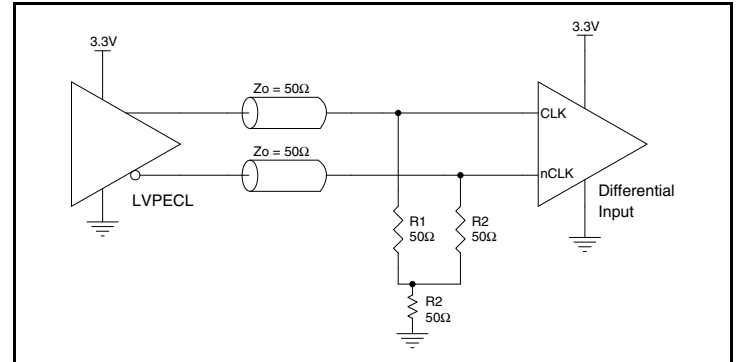 3.3V
3.3V
Zo = 50Ω
CLK
Zo = 50Ω
nCLK
LVPECL
Differential
Input
R1
50Ω
R2
50Ω
R2
50Ω